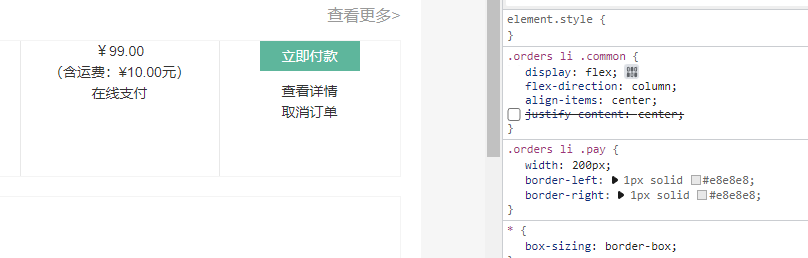 查看更多>
￥99.00
（含运费：¥10.00元）
在线支付
立即付款
查看详情
取消订单
element.style {
}
.orders li .common {
display: flex;
flex-direction: column;
align-items: center;
justify-content: center;
}
.orders li .pay {
width: 200px;
border-left: 1px solid #e8e8e8;
border-right: 1px solid #e8e8e8;
}
* {
box-sizing: border-box;